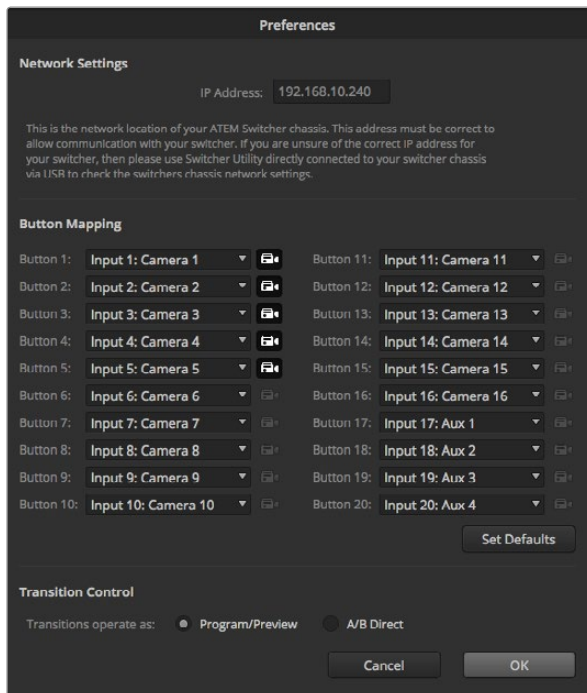 Preferences
Network Settings
IP Address: 192.168.10.240
This is the network location of your ATEM Switcher chassis. This address must be correct to
allow communication with your switcher. If you are unsure of the correct IP address for
your switcher, then please use Switcher Utility directly connected to your switcher chassis
via USB to check the switchers chassis network settings.
Button Mapping
Button 1: Input 1: Camera 1
Button 2: Input 2: Camera 2
Button 3: Input 3: Camera 3
Button 4: Input 4: Camera 4
Button 5: Input 5: Camera 5
Button 6: Input 6: Camera 6
Button 7: Input 7: Camera 7
Button 8: Input 8: Camera 8
Button 9: Input 9: Camera 9
Button 10: Input 10: Camera 10
Button 11: Input 11: Camera 11
Button 12: Input 12: Camera 12
Button 13: Input 13: Camera 13
Button 14: Input 14: Camera 14
Button 15: Input 15: Camera 15
Button 16: Input 16: Camera 16
Button 17: Input 17: Aux 1
Button 18: Input 18: Aux 2
Button 19: Input 19: Aux 3
Button 20: Input 20: Aux 4
Set Defaults
Transition Control
Transitions operate as: Program/Preview A/B Direct
Cancel OK